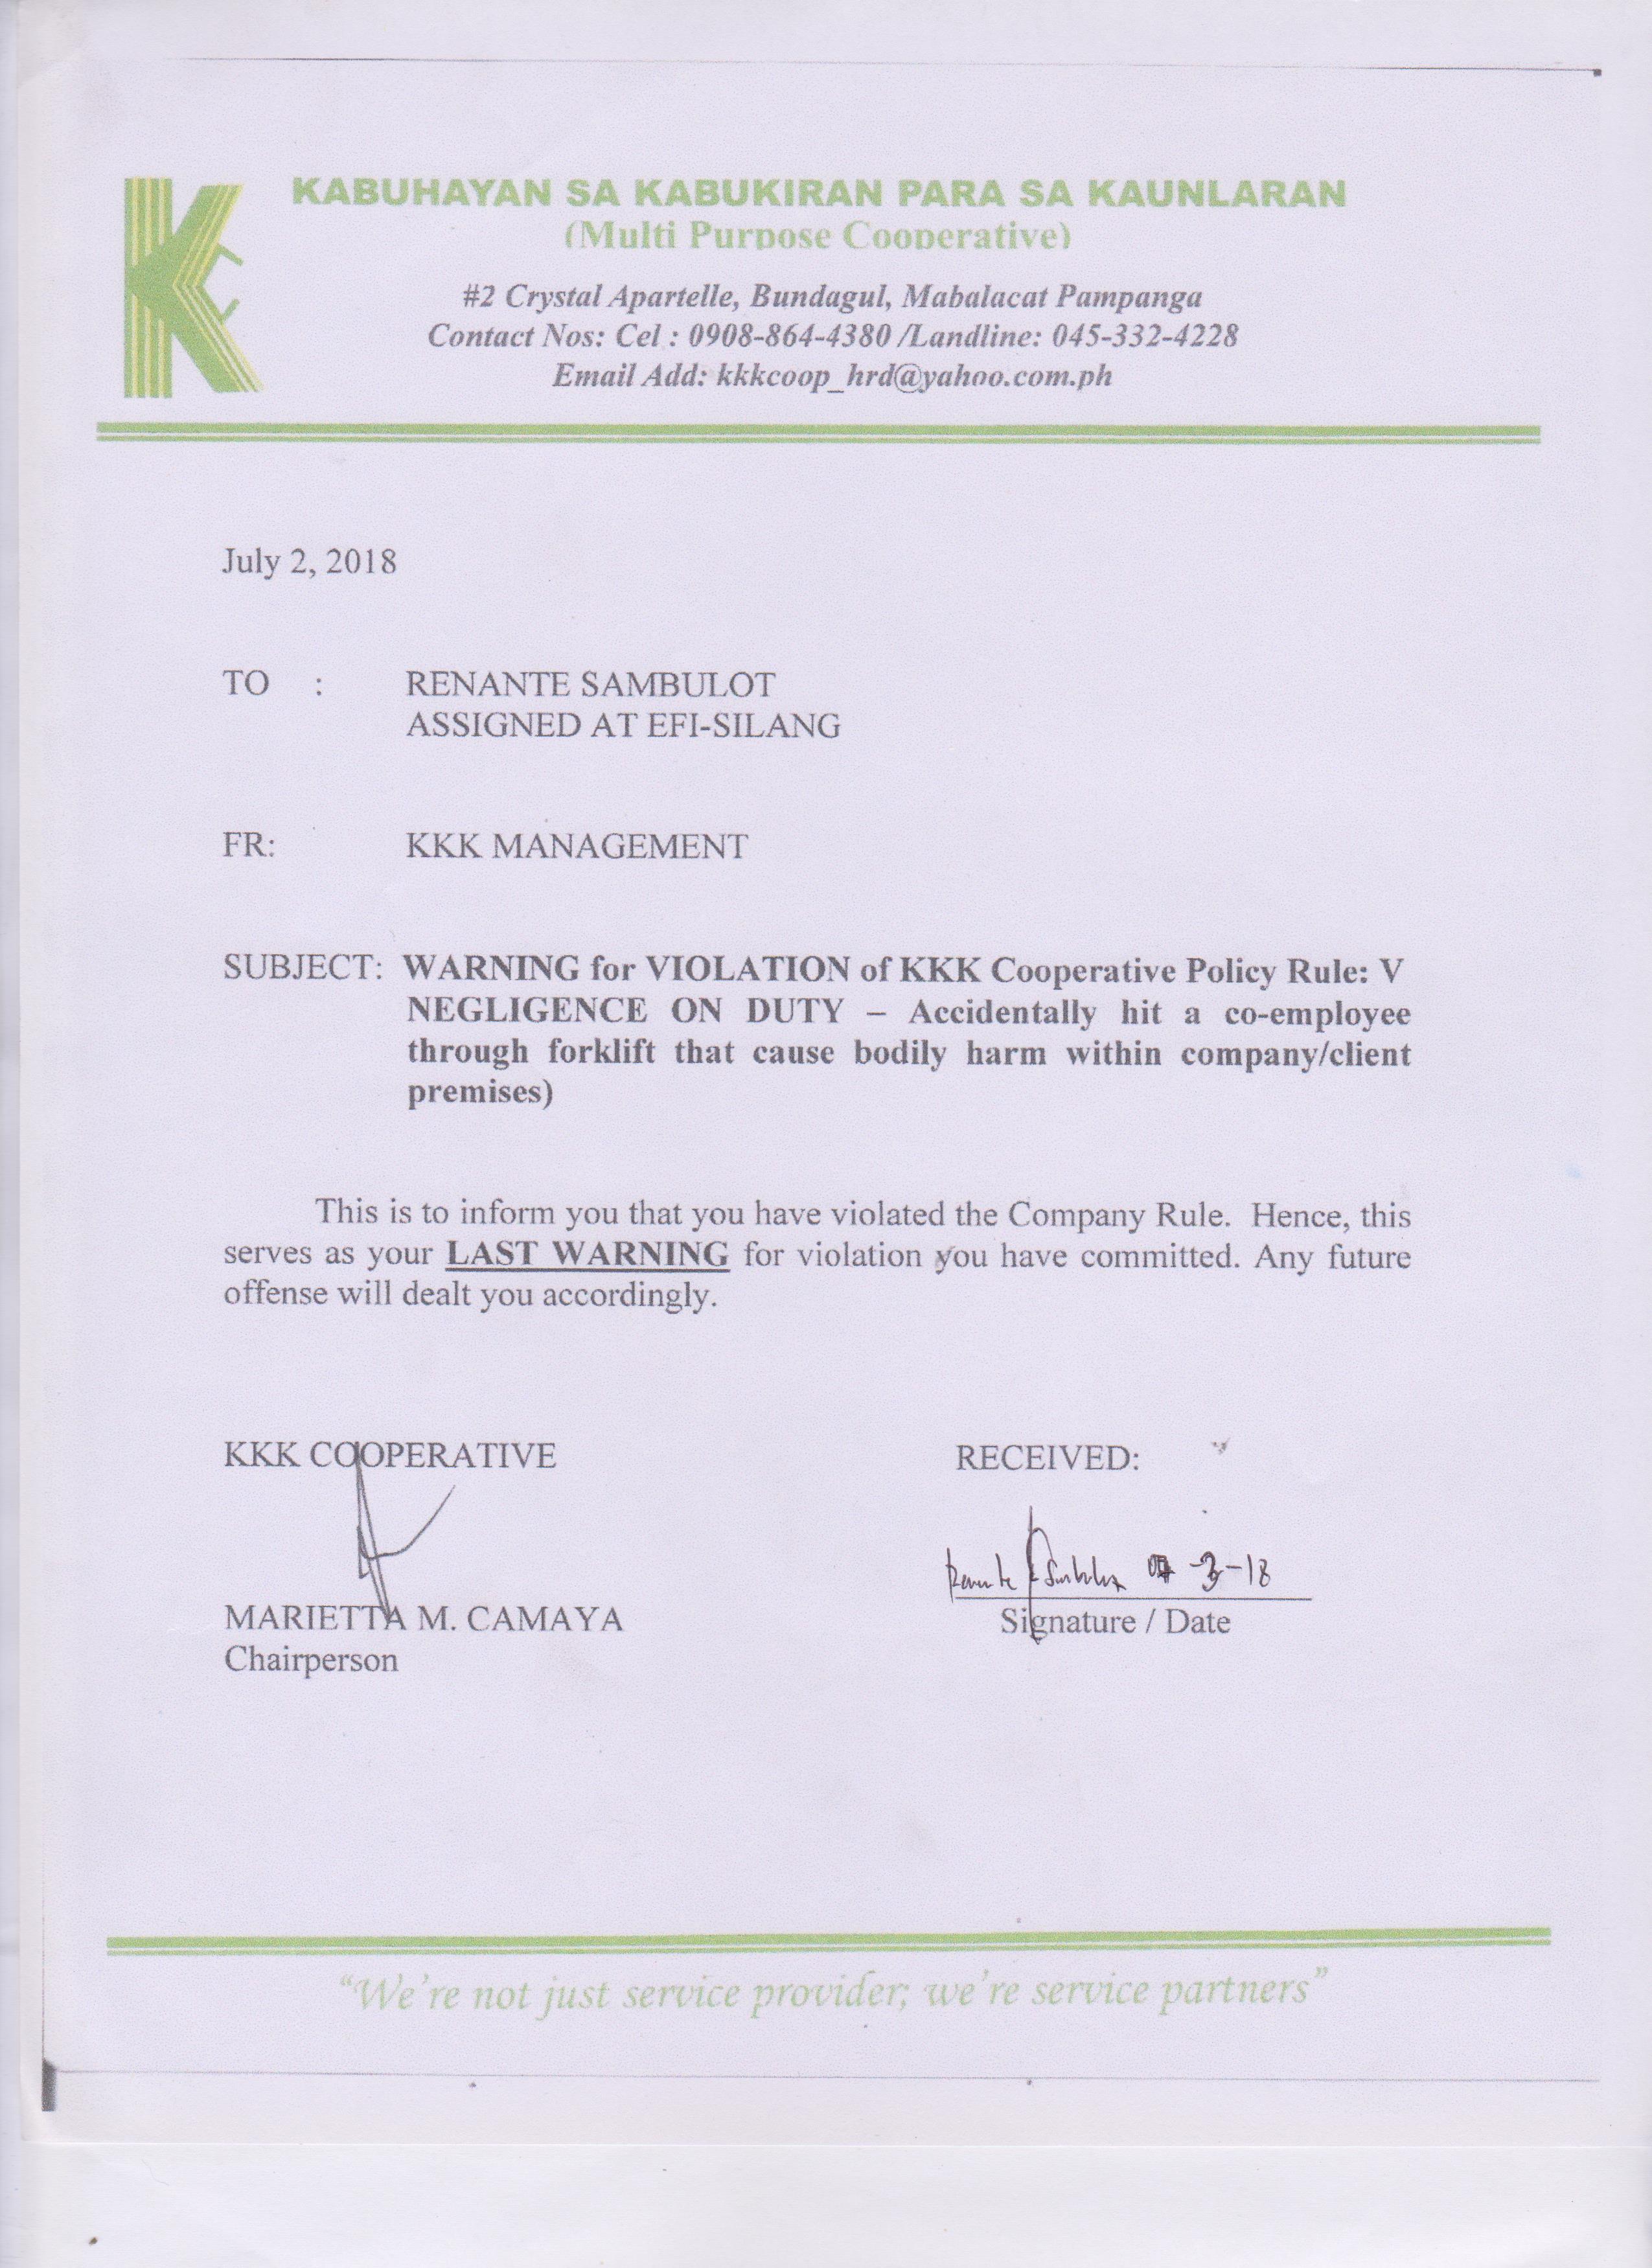 KABUHAYAN SA KABUKIRAN PARA SA KAUNLARAN
(Multi Purpose Cooperative)
#2 Crystal Apartelle, Bundagul, Mabalacat Pampanga
Contact Nos: Cel : 0908-864-4380 /Landline: 045-332-4228
Email Add: kkkcoop_hrd@yahoo.com.ph
July 2, 2018
TO : RENANTE SAMBULOT
ASSIGNED AT EFI-SILANG
FR: KKK MANAGEMENT
SUBJECT: WARNING for VIOLATION of KKK Cooperative Policy Rule: V
NEGLIGENCE ON DUTY – Accidentally hit a co-employee
through forklift that cause bodily harm within company/client
premises)
This is to inform you that you have violated the Company Rule. Hence, this
serves as your LAST WARNING for violation you have committed. Any future
offense will dealt you accordingly.
KKK COOPERATIVE RECEIVED:
Renante Sambulot 07-3-18
MARIETTA M. CAMAYA Signature / Date
Chairperson
"We're not just service provider; we're service partners"